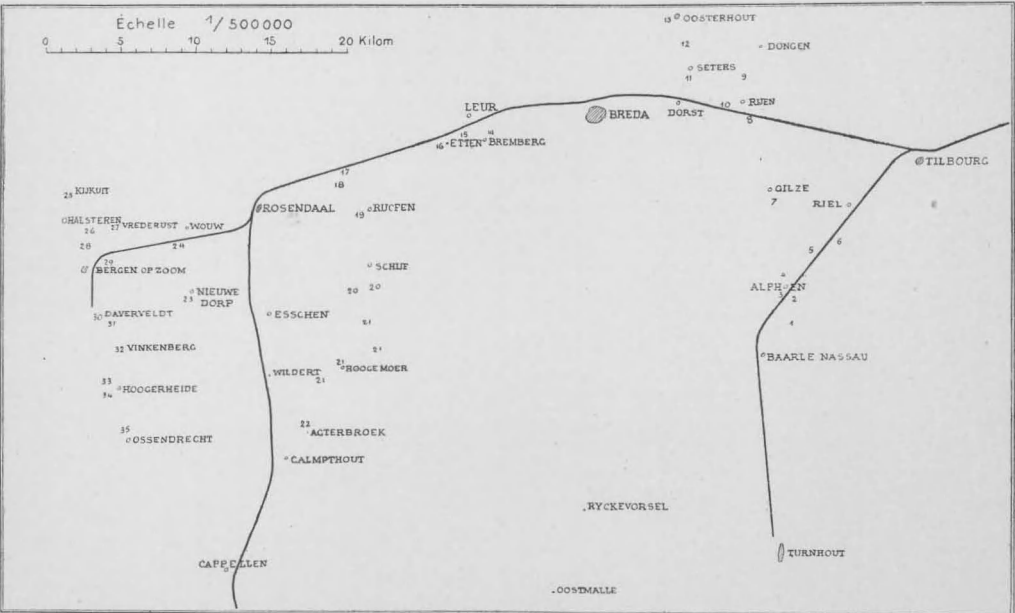 Échelle 1/500000
0 5 10 15 20 Kilom
13 OOSTERHOUT
12
DONGEN
SETERS
11
9
LEUR
BREDA
DORST
10
RIJEN
8
15
14
16
ETTEN
BREMBERG
TILBOURG
17
18
25 KIJKUIT
GILZE
7
RIEL
ROSENDAAL
19
RUCFEN
HALSTEREN
26
27 VREDERUST
WOUW
28
24
5
6
29
BERGEN OP ZOOM
SCHIJF
ALPHEN
3
2
23
NIEUWE
DORP
20
20
30
DAVERVELDT
31
ESSCHEN
21
1
32 VINKENBERG
21
BAARLE NASSAU
WILDERT
21
HOOGEMOER
21
33
34
HOOGERHEIDE
35
OSSENDRECHT
22
ACTERBROEK
CALMPTHOUT
RYCKEVORSEL
TURNHOUT
CAPPELLEN
OOSTMALLE